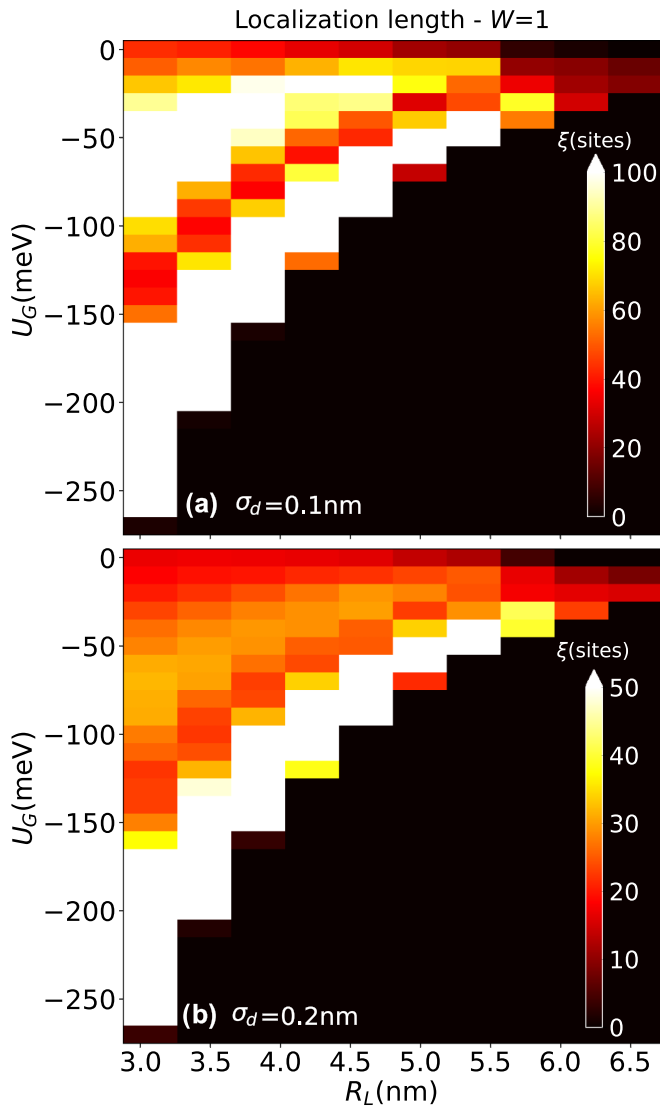 Localization length - W=1
0
−50
−100
−150
−200
−250
U_G(meV)
ξ(sites)
100
80
60
40
20
0
(a) σ_d=0.1nm
0
−50
−100
−150
−200
−250
U_G(meV)
ξ(sites)
50
40
30
20
10
0
(b) σ_d=0.2nm
3.0 3.5 4.0 4.5 5.0 5.5 6.0 6.5
R_L(nm)